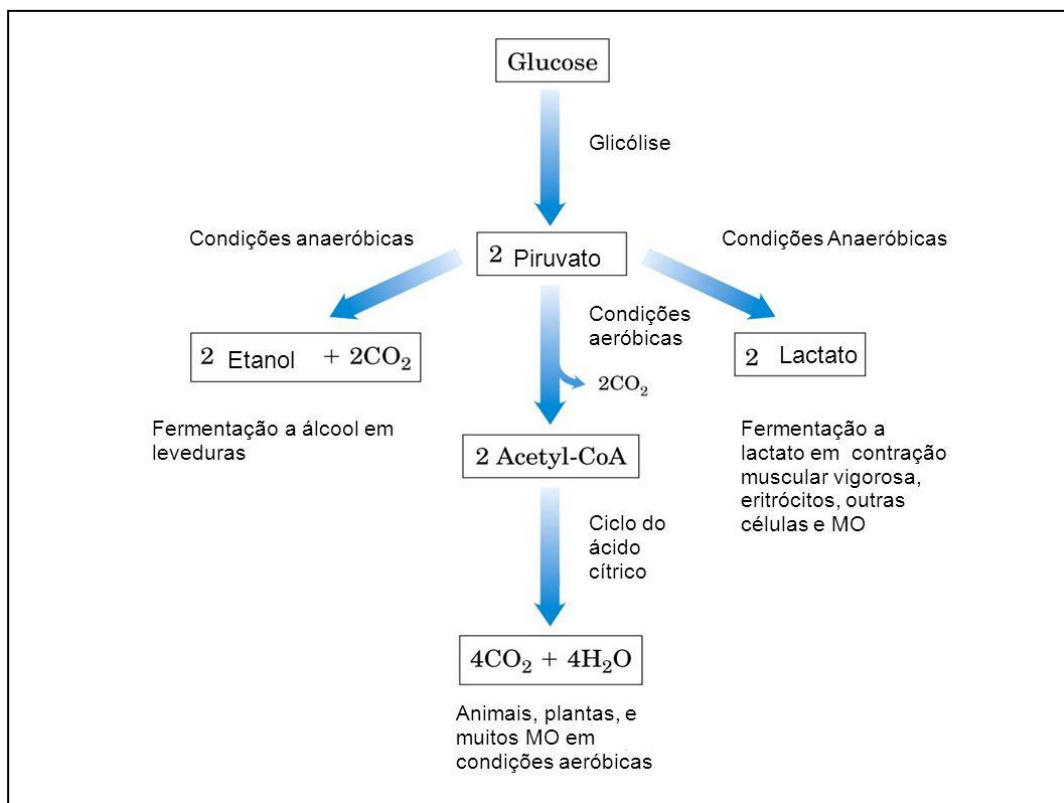 Glucose
Glicólise
Condições anaeróbicas
2 Piruvato
Condições Anaeróbicas
2 Etanol + 2CO₂
Condições
aeróbicas
2CO₂
2 Lactato
Fermentação a álcool em
leveduras
2 Acetyl-CoA
Fermentação a
lactato em contração
muscular vigorosa,
eritrócitos, outras
células e MO
Ciclo do
ácido
cítrico
4CO₂ + 4H₂O
Animais, plantas, e
muitos MO em
condições aeróbicas